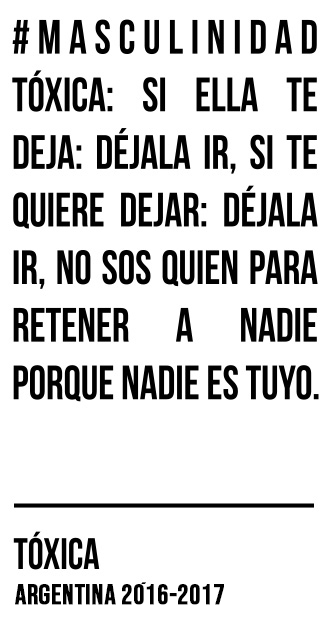 #MASCULINIDAD
TÓXICA: SI ELLA TE
DEJA: DÉJALA IR, SI TE
QUIERE DEJAR: DÉJALA
IR, NO SOS QUIEN PARA
RETENER A NADIE
PORQUE NADIE ES TUYO.
TÓXICA
ARGENTINA 2016-2017